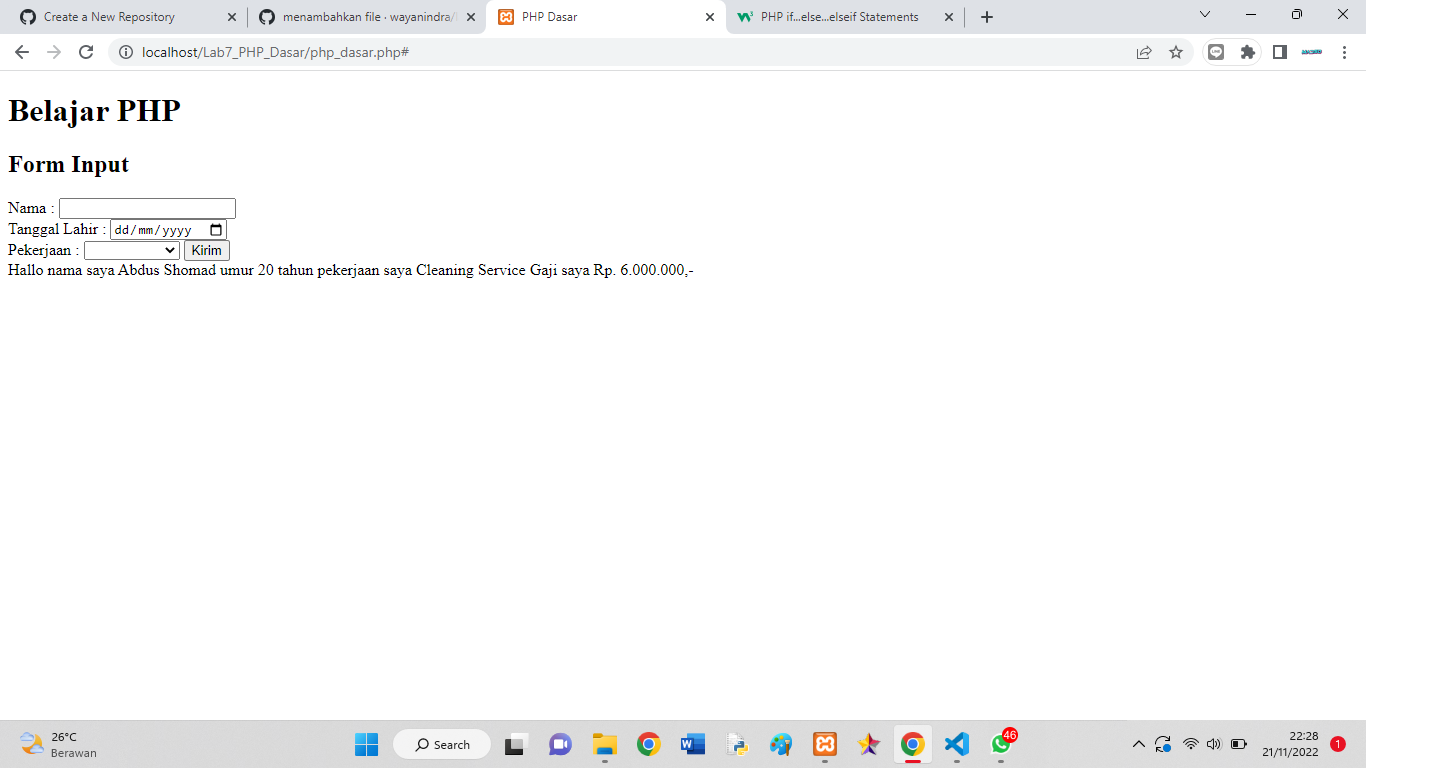 Create a New Repository
menambahkan file · wayanindra/
PHP Dasar
PHP if...else...elseif Statements
localhost/Lab7_PHP_Dasar/php_dasar.php#
Belajar PHP
Form Input
Nama :
Tanggal Lahir : dd/mm/yyyy
Pekerjaan : Kirim
Hallo nama saya Abdus Shomad umur 20 tahun pekerjaan saya Cleaning Service Gaji saya Rp. 6.000.000,-
26°C
Berawan
Search
46
22:28
21/11/2022
1